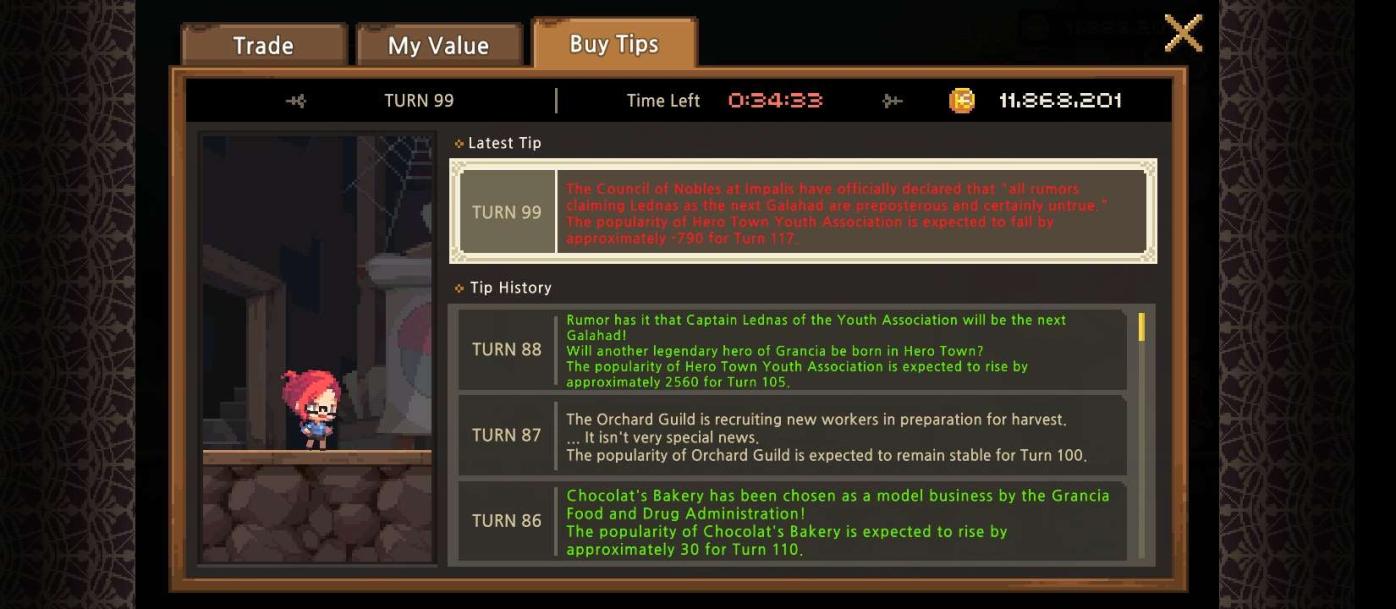 Trade
My Value
Buy Tips
TURN 99
Time Left
0:34:33
11,868,201
Latest Tip
TURN 99
The Council of Nobles at Impalis have officially declared that "all rumors
claiming Lednas as the next Galahad are preposterous and certainly untrue."
The popularity of Hero Town Youth Association is expected to fall by
approximately -790 for Turn 117.
Tip History
TURN 88
Rumor has it that Captain Lednas of the Youth Association will be the next
Galahad!
Will another legendary hero of Grancia be born in Hero Town?
The popularity of Hero Town Youth Association is expected to rise by
approximately 2560 for Turn 105.
TURN 87
The Orchard Guild is recruiting new workers in preparation for harvest.
... It isn't very special news.
The popularity of Orchard Guild is expected to remain stable for Turn 100.
TURN 86
Chocolat's Bakery has been chosen as a model business by the Grancia
Food and Drug Administration!
The popularity of Chocolat's Bakery is expected to rise by
approximately 30 for Turn 110.